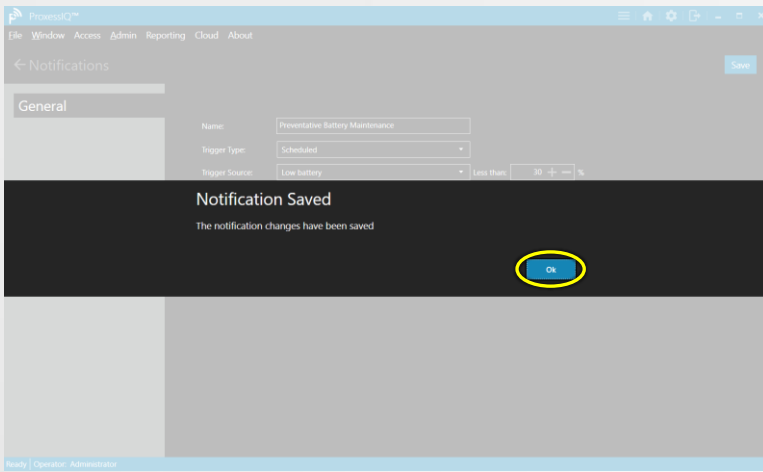 ProxessIQ™
File Window Access Admin Reporting Cloud About
Notifications
Save
General
Name: Preventative Battery Maintenance
Trigger Type: Scheduled
Trigger Source: Low battery Less than: 30 + — %
Notification Saved
The notification changes have been saved
Ok
Ready | Operator: Administrator